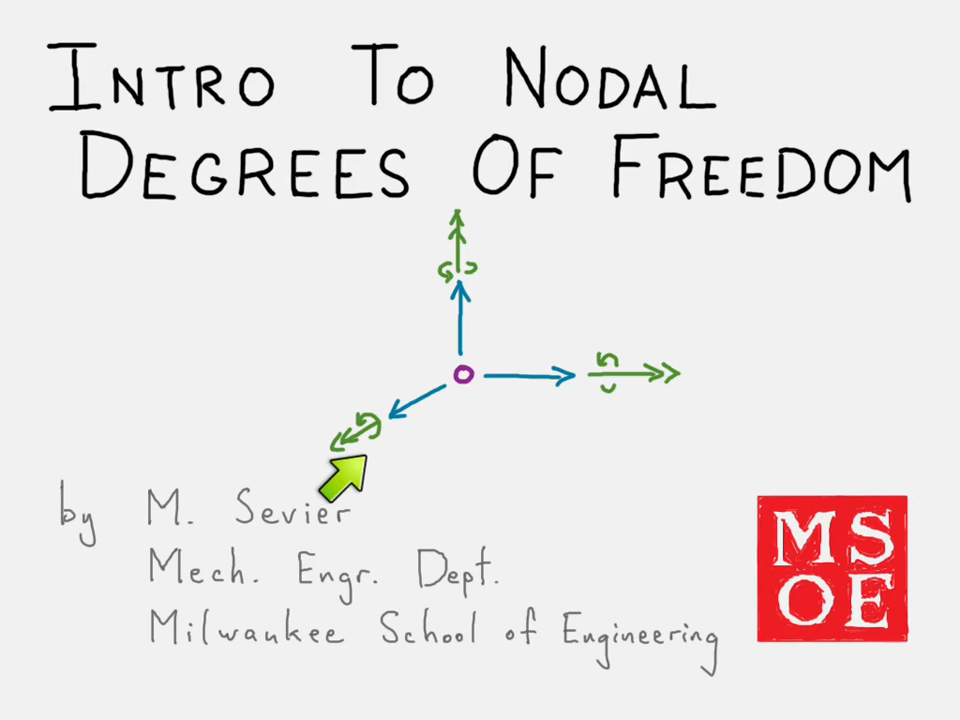 INTRO TO NODAL
DEGREES OF FREEDOM
by M. Sevier
Mech. Engr. Dept.
Milwaukee School of Engineering
MS
OE